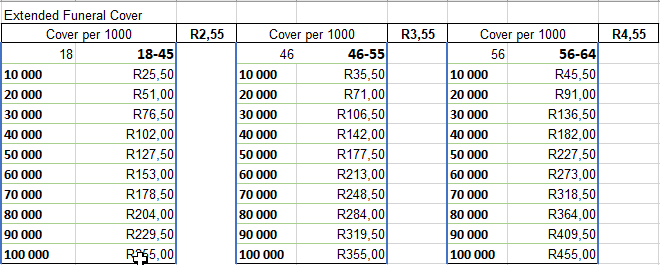 Extended Funeral Cover
Cover per 1000 R2,55 Cover per 1000 R3,55 Cover per 1000 R4,55
18 18-45 46 46-55 56 56-64
10 000 R25,50 10 000 R35,50 10 000 R45,50
20 000 R51,00 20 000 R71,00 20 000 R91,00
30 000 R76,50 30 000 R106,50 30 000 R136,50
40 000 R102,00 40 000 R142,00 40 000 R182,00
50 000 R127,50 50 000 R177,50 50 000 R227,50
60 000 R153,00 60 000 R213,00 60 000 R273,00
70 000 R178,50 70 000 R248,50 70 000 R318,50
80 000 R204,00 80 000 R284,00 80 000 R364,00
90 000 R229,50 90 000 R319,50 90 000 R409,50
100 000 R255,00 100 000 R355,00 100 000 R455,00